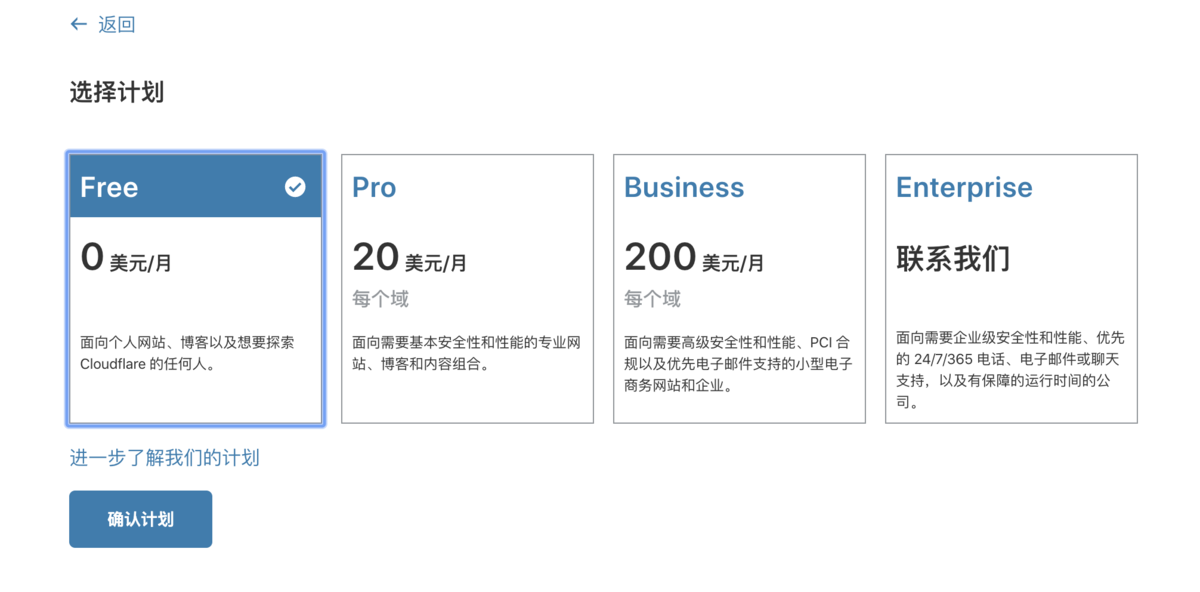 ← 返回
选择计划
Free
0 美元/月
面向个人网站、博客以及想要探索
Cloudflare 的任何人。
Pro
20 美元/月
每个域
面向需要基本安全性和性能的专业网
站、博客和内容组合。
Business
200 美元/月
每个域
面向需要高级安全性和性能、PCI 合
规以及优先电子邮件支持的小型电子
商务网站和企业。
Enterprise
联系我们
面向需要企业级安全性和性能、优先
的 24/7/365 电话、电子邮件或聊天
支持，以及有保障的运行时间的公
司。
进一步了解我们的计划
确认计划